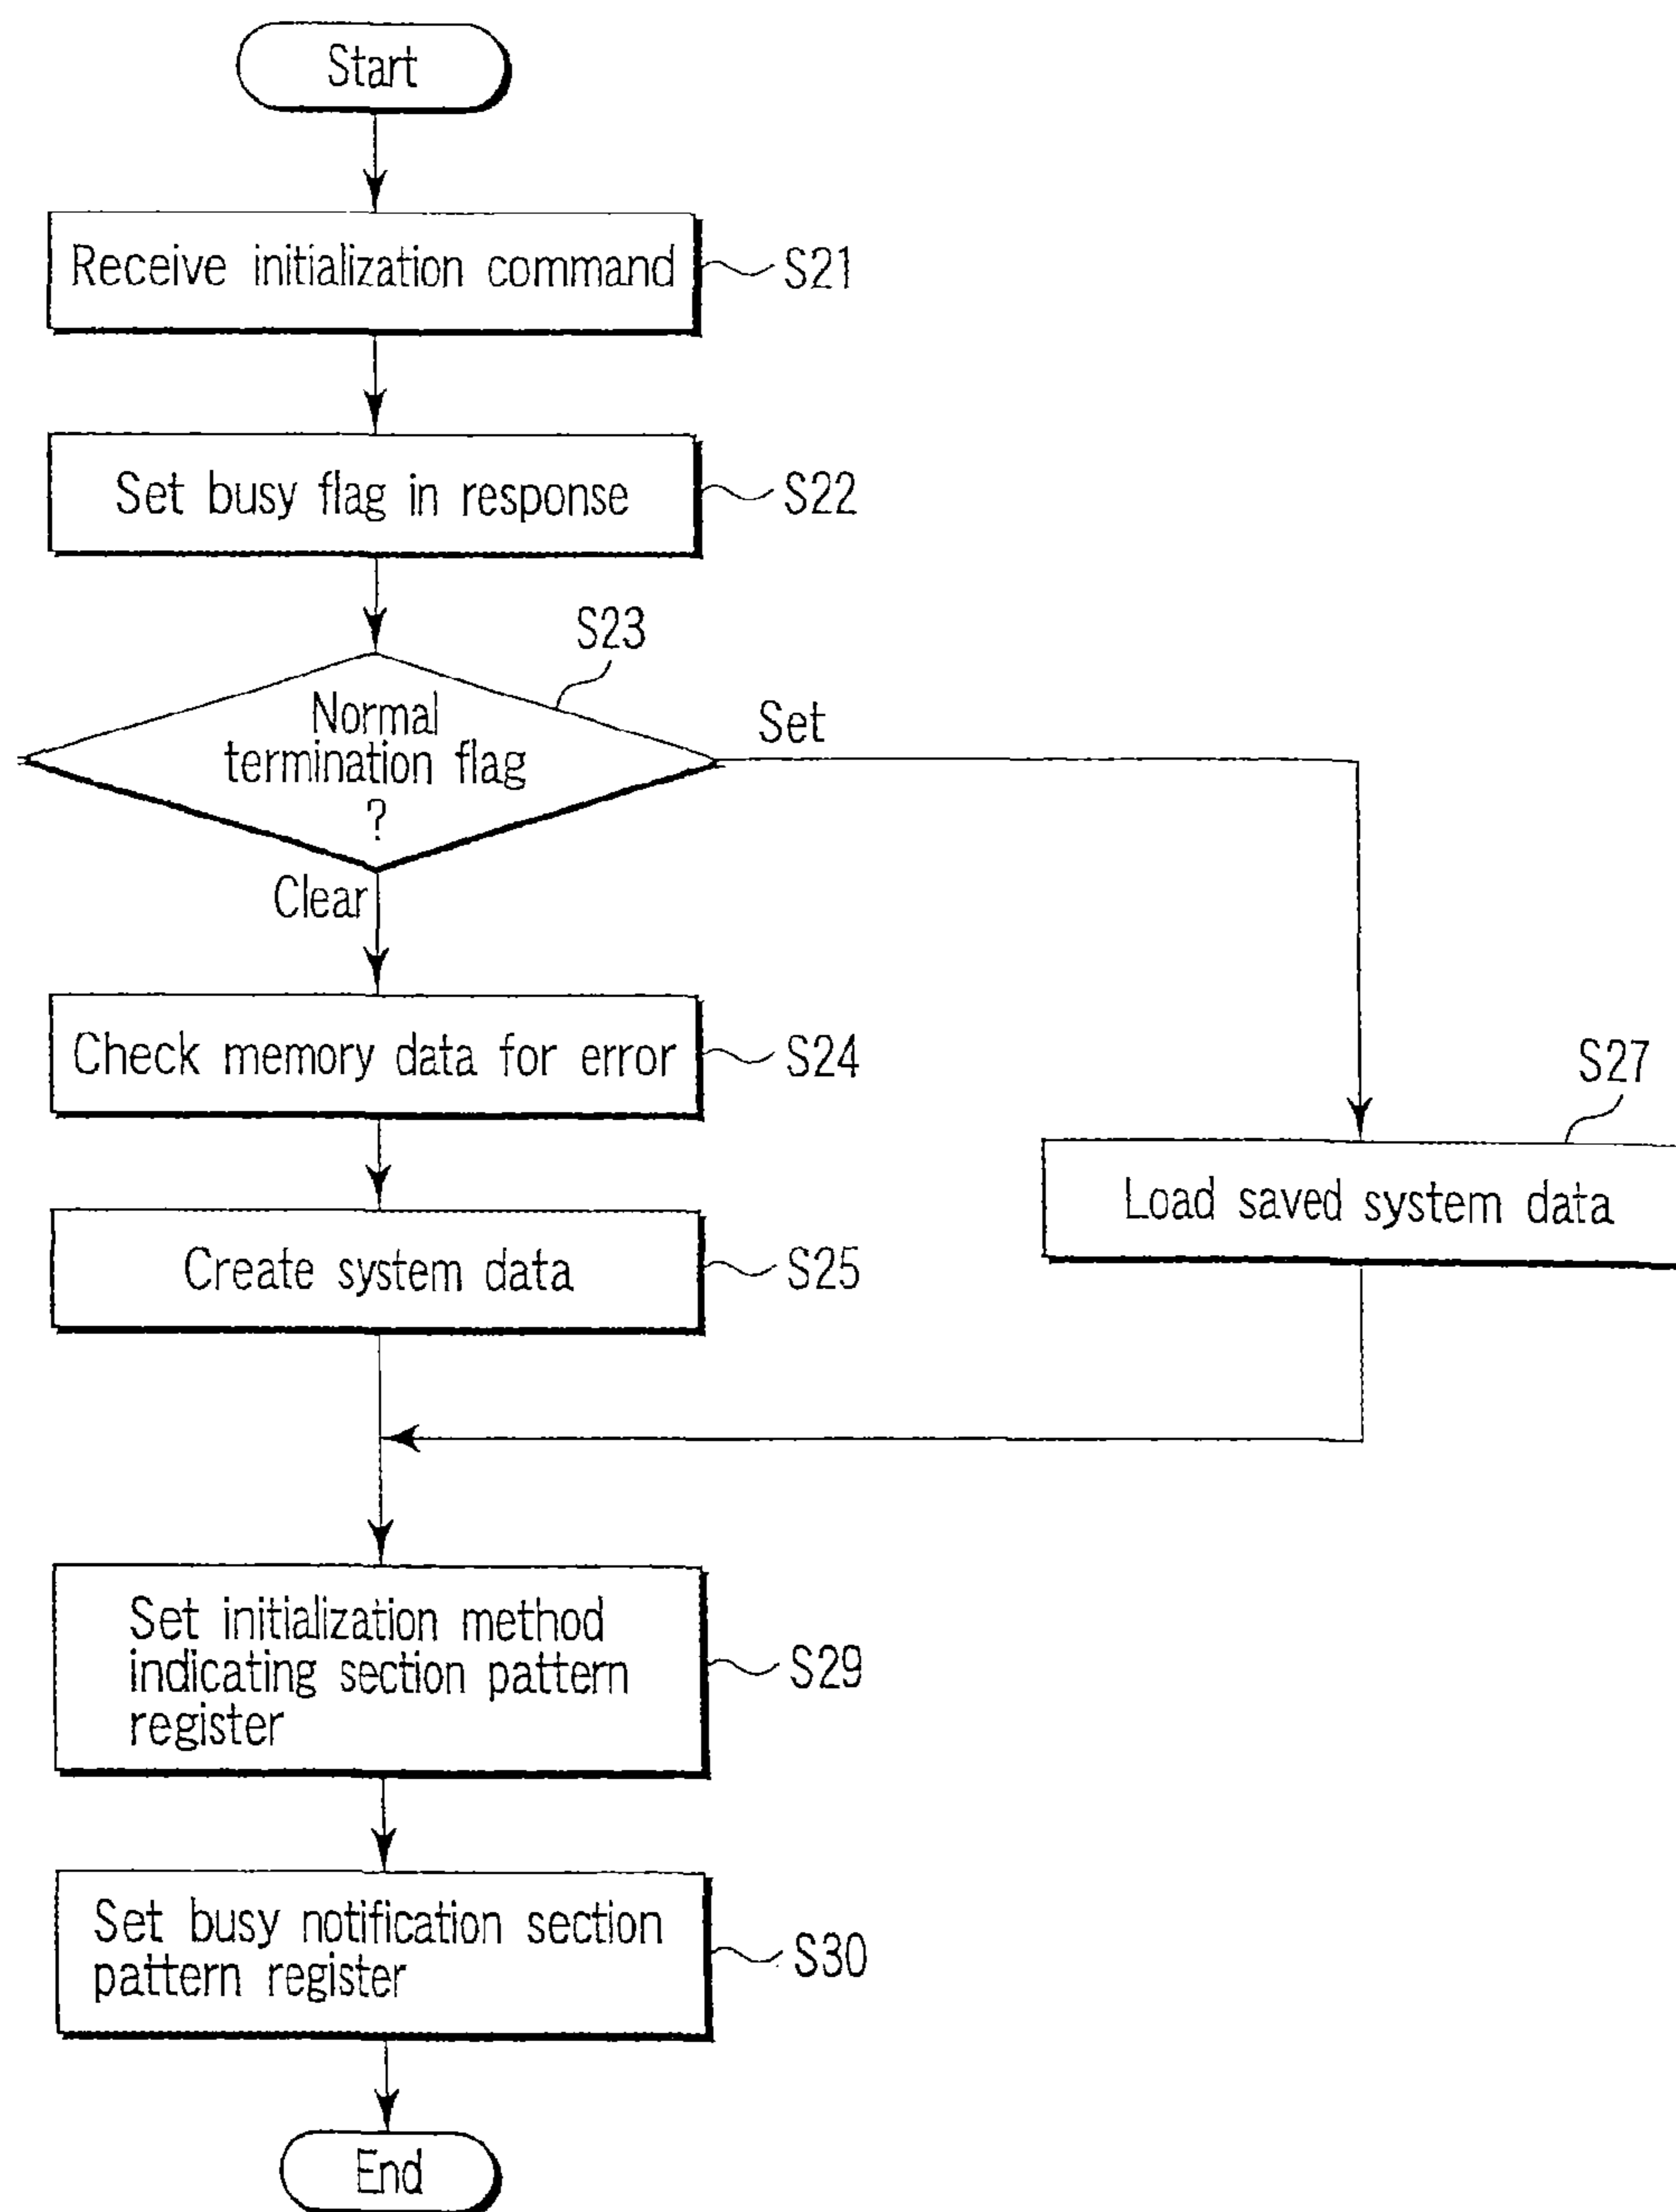 Start
Receive initialization command
S21
Set busy flag in response
S22
S23
Normal
termination flag
?
Set
Clear
Check memory data for error
S24
S27
Load saved system data
Create system data
S25
Set initialization method
indicating section pattern
register
S29
Set busy notification section
pattern register
S30
End